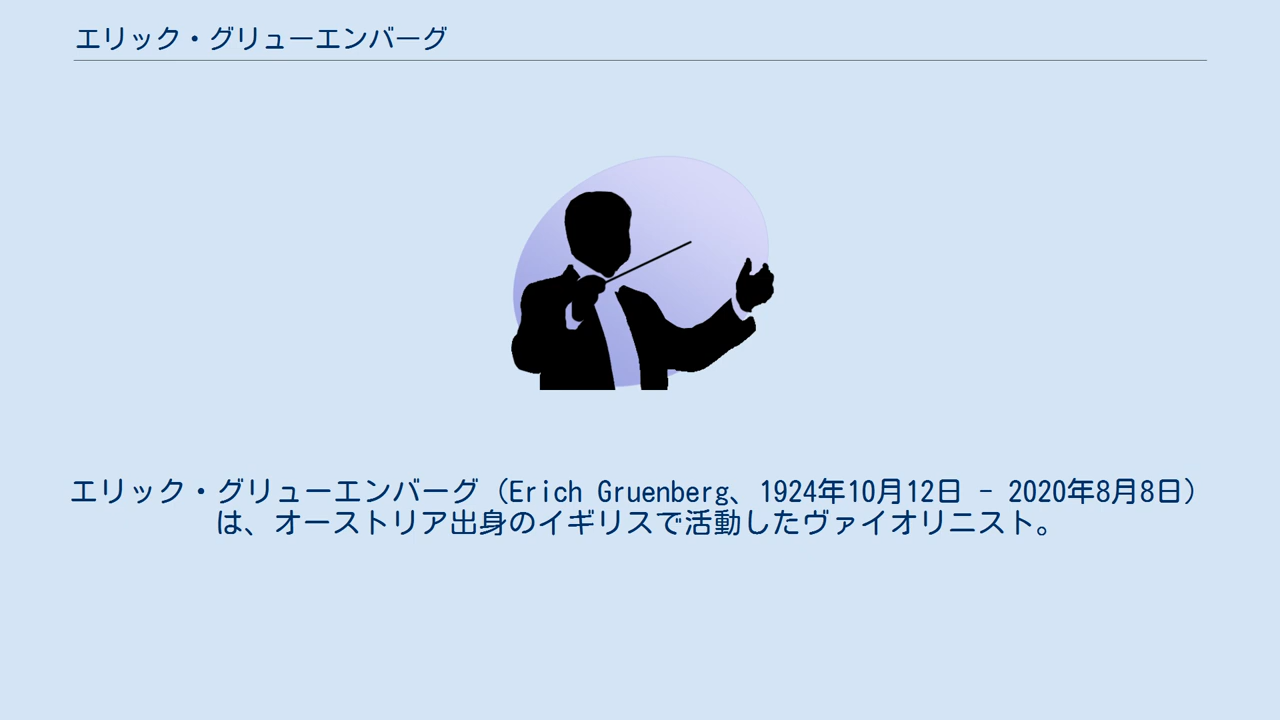 エリック・グリューエンバーグ
エリック・グリューエンバーグ（Erich Gruenberg、1924年10月12日 - 2020年8月8日）
は、オーストリア出身のイギリスで活動したヴァイオリニスト。